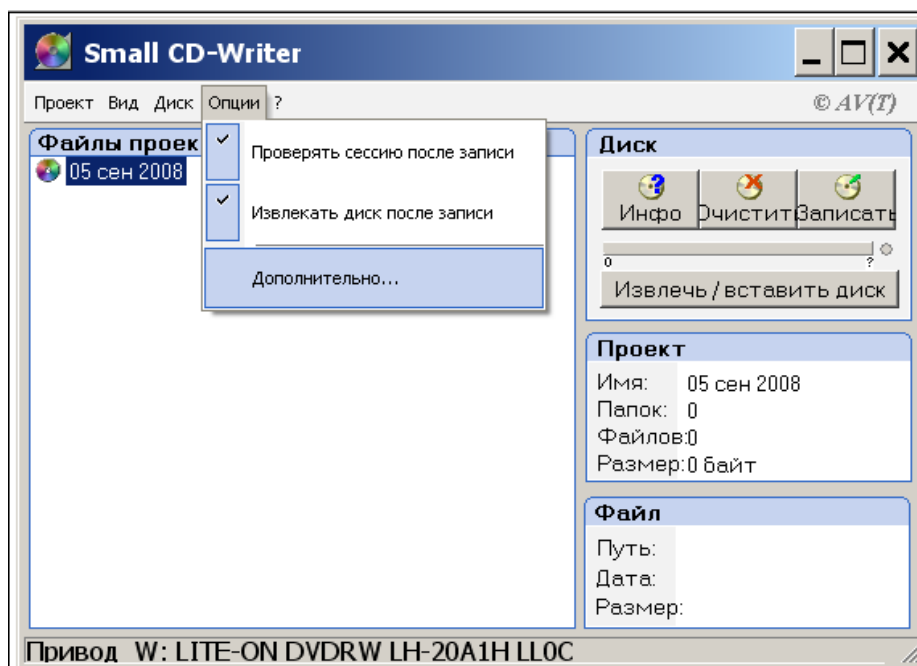 Small CD-Writer
Проект Вид Диск Опции ?
© AV(T)
Файлы проек
05 сен 2008
Проверять сессию после записи
Извлекать диск после записи
Дополнительно...
Диск
Инфо Очистит Записать
0 ?
Извлечь / вставить диск
Проект
Имя: 05 сен 2008
Папок: 0
Файлов:0
Размер:0 байт
Файл
Путь:
Дата:
Размер:
Привод W: LITE-ON DVDRW LH-20A1H LL0C